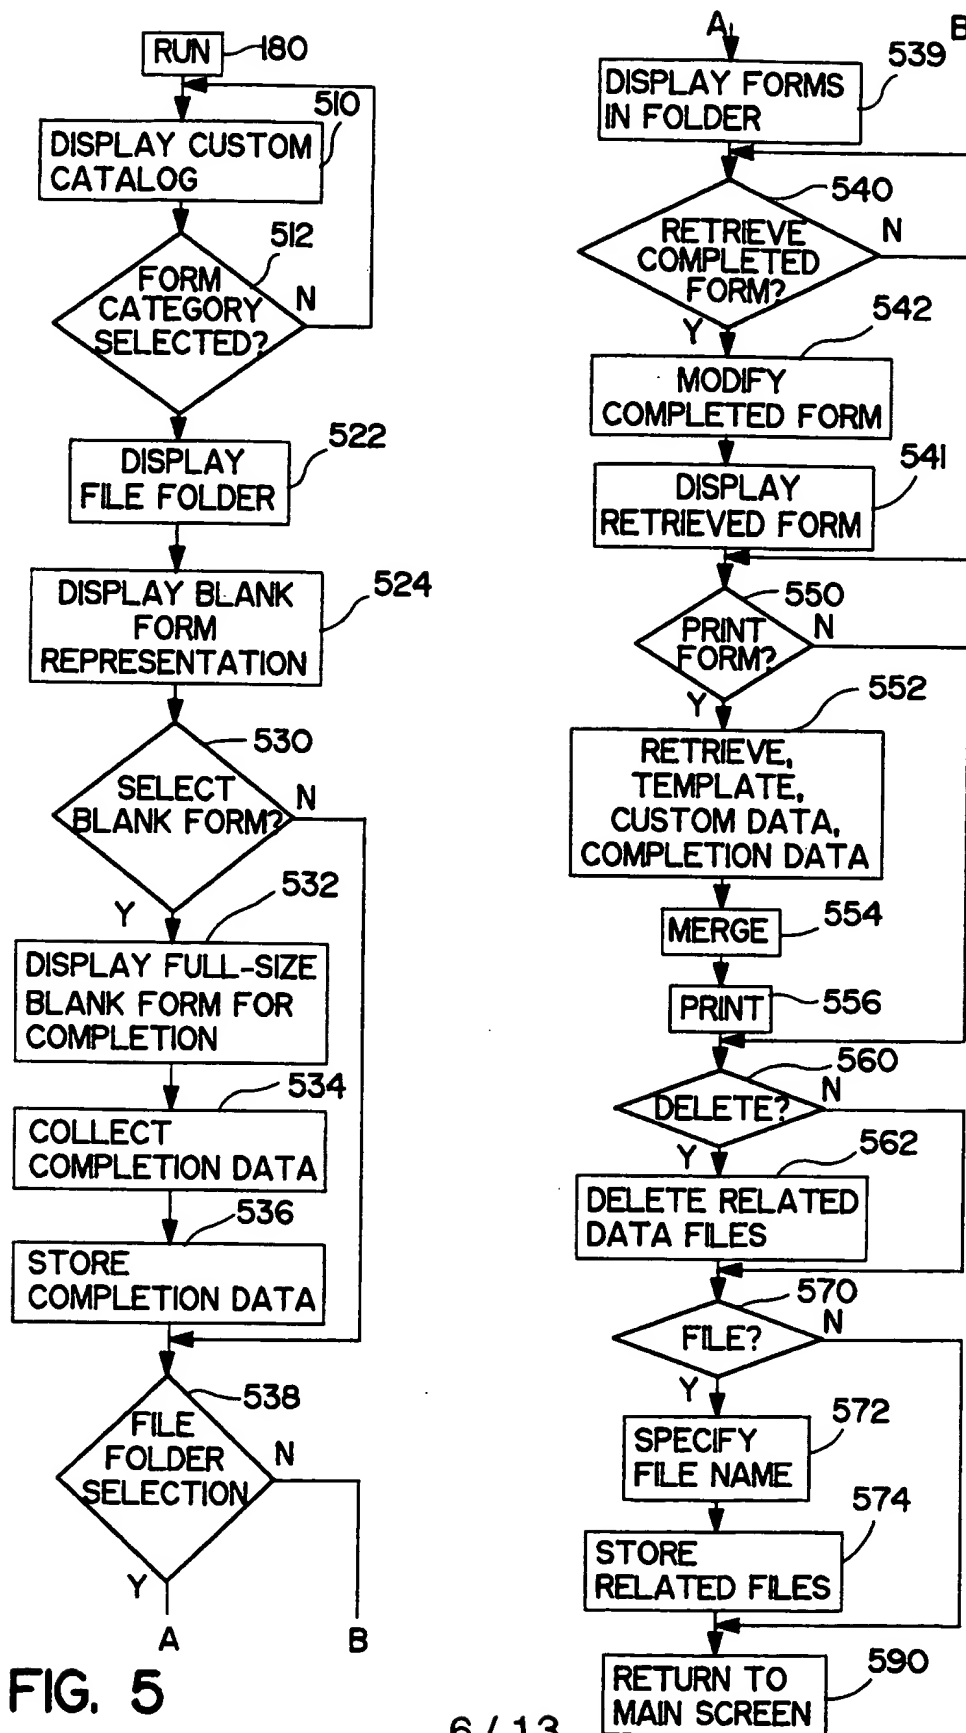 RUN
180
510
DISPLAY CUSTOM
CATALOG
512
FORM
CATEGORY
SELECTED?
N
522
DISPLAY
FILE FOLDER
524
DISPLAY BLANK
FORM
REPRESENTATION
530
SELECT
BLANK FORM?
N
Y
532
DISPLAY FULL-SIZE
BLANK FORM FOR
COMPLETION
534
COLLECT
COMPLETION DATA
536
STORE
COMPLETION DATA
538
FILE
FOLDER
SELECTION
N
Y
A
B
FIG. 5
A
B
539
DISPLAY FORMS
IN FOLDER
540
RETRIEVE
COMPLETED
FORM?
N
Y
542
MODIFY
COMPLETED FORM
541
DISPLAY
RETRIEVED FORM
550
PRINT
FORM?
N
Y
552
RETRIEVE,
TEMPLATE,
CUSTOM DATA,
COMPLETION DATA
MERGE
554
PRINT
556
560
DELETE?
N
Y
562
DELETE RELATED
DATA FILES
570
FILE?
N
Y
572
SPECIFY
FILE NAME
574
STORE
RELATED FILES
590
RETURN TO
MAIN SCREEN
6 / 13